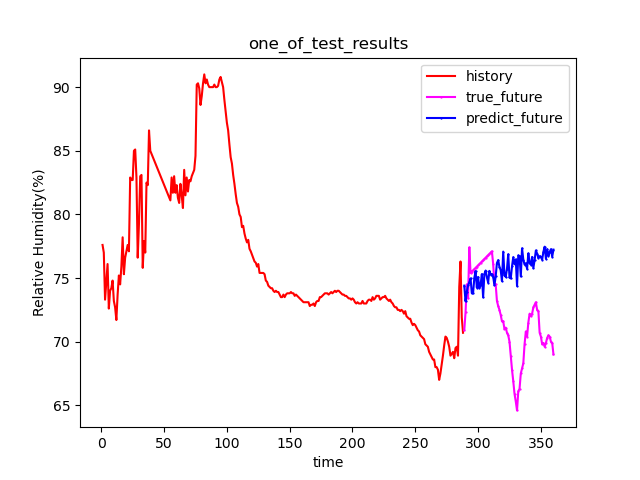 one_of_test_results
history
true_future
predict_future
Relative Humidity(%)
90
85
80
75
70
65
0 50 100 150 200 250 300 350
time